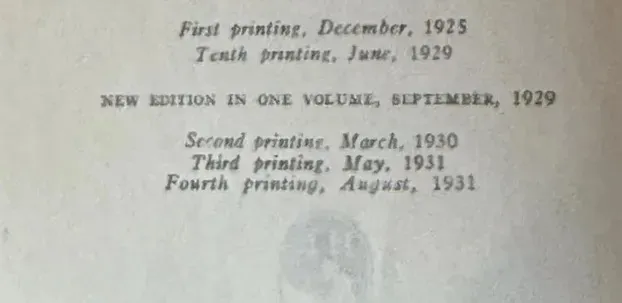 First printing, December, 1925
Tenth printing, June, 1929
NEW EDITION IN ONE VOLUME, SEPTEMBER, 1929
Second printing, March, 1930
Third printing, May, 1931
Fourth printing, August, 1931